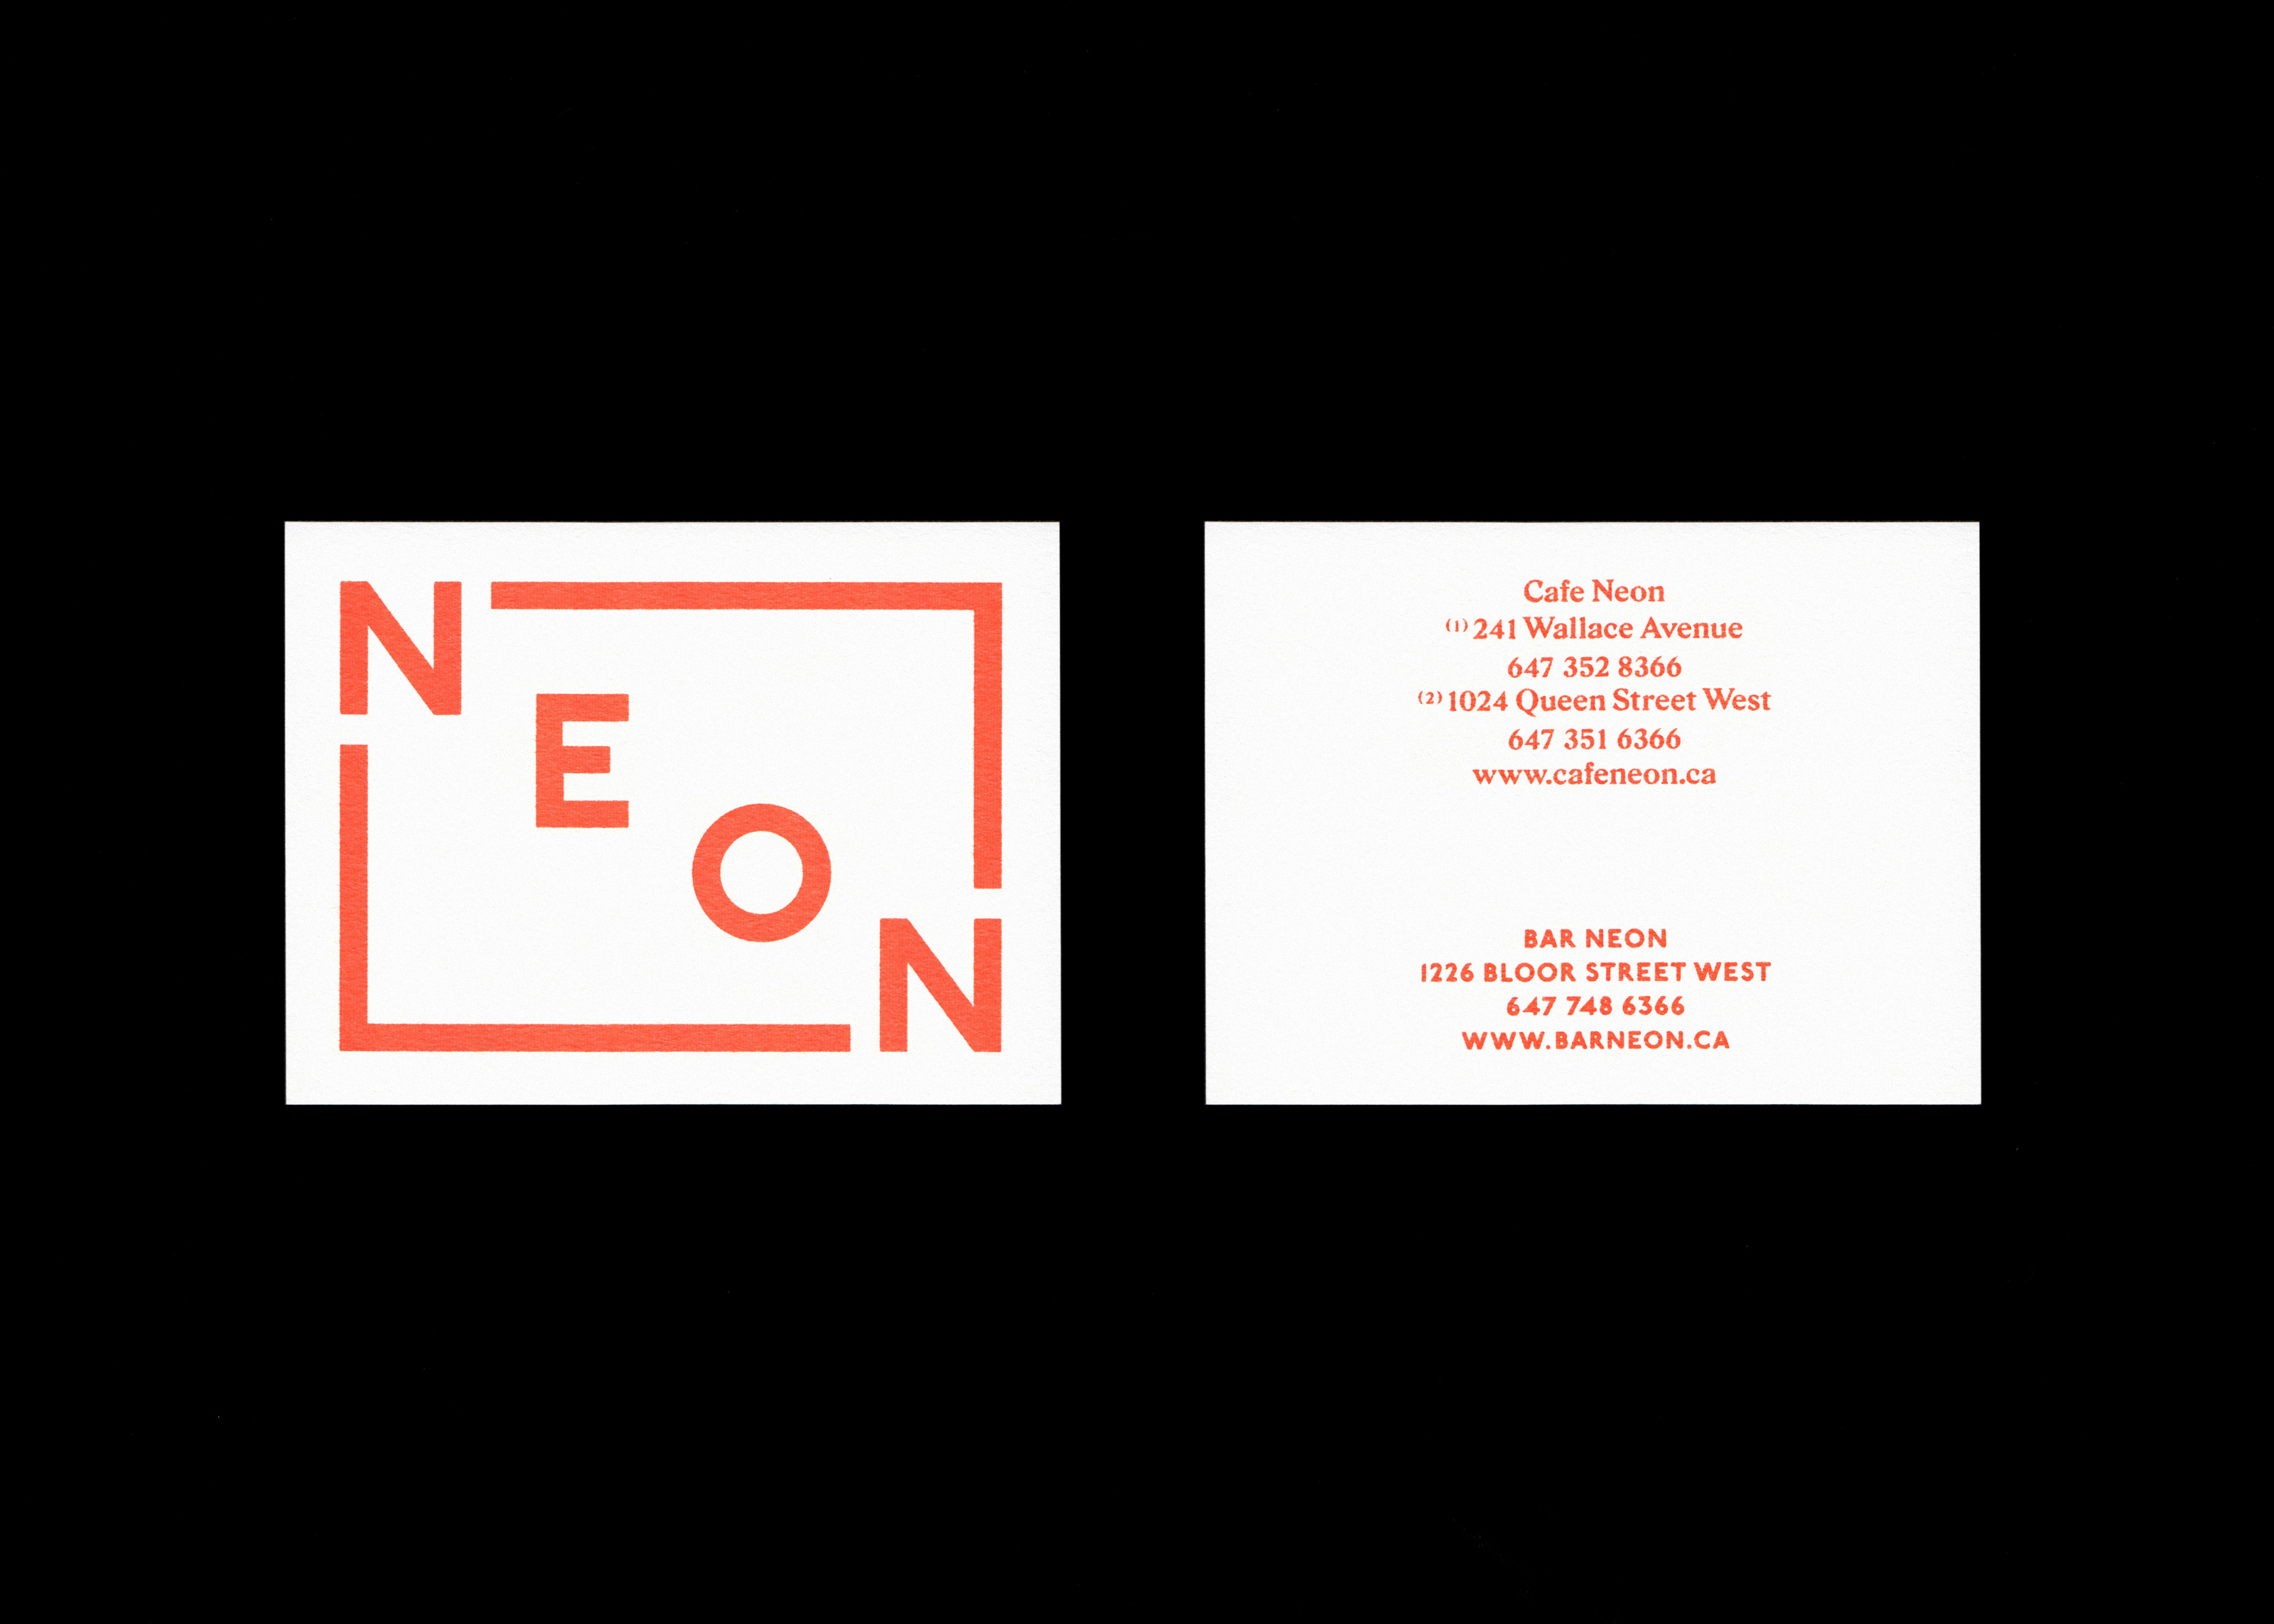 NEON
Cafe Neon
(1) 241 Wallace Avenue
647 352 8366
(2) 1024 Queen Street West
647 351 6366
www.cafeneon.ca
BAR NEON
1226 BLOOR STREET WEST
647 748 6366
WWW.BARNEON.CA